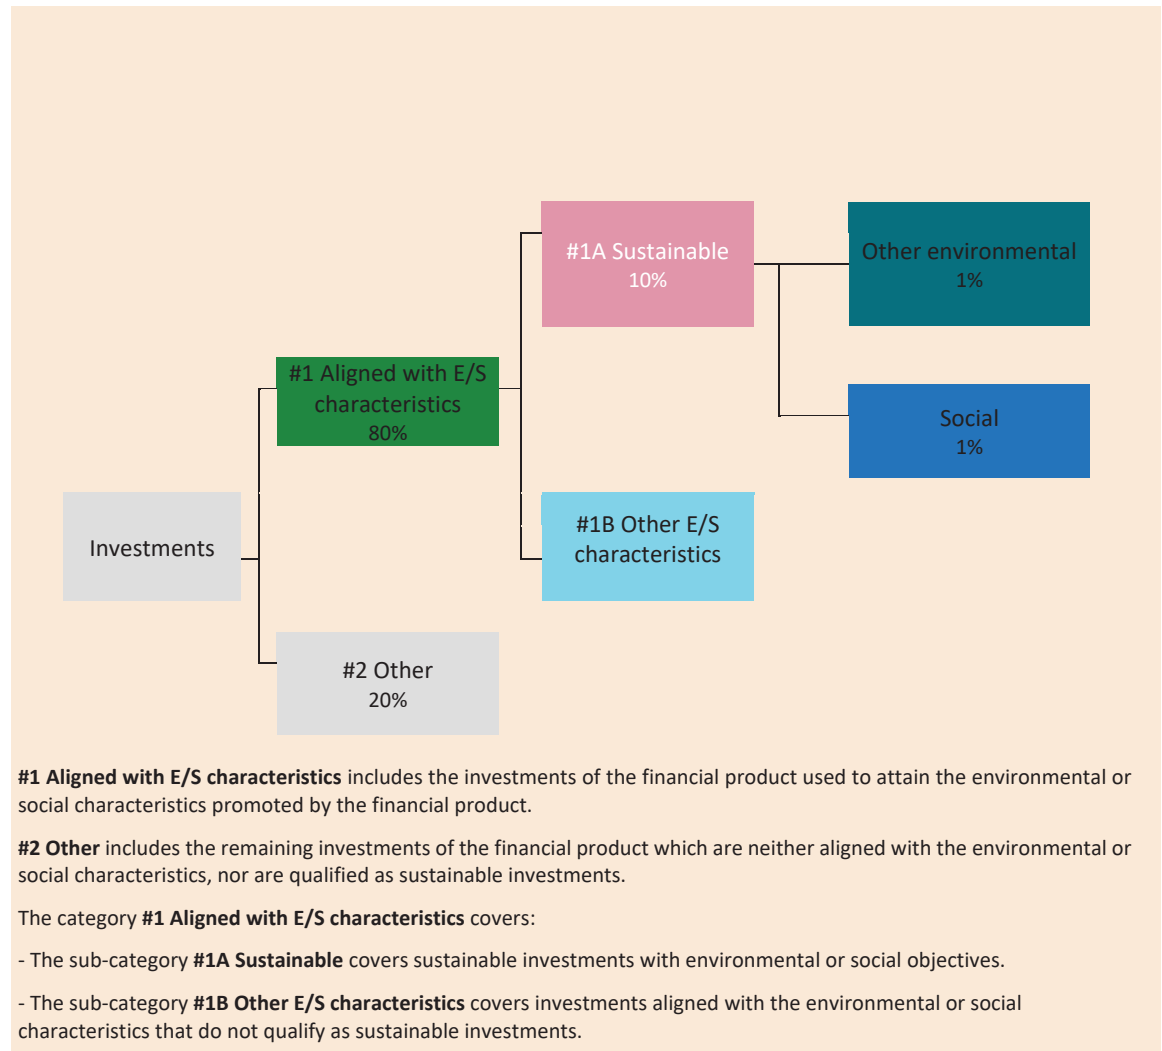 #1A Sustainable
10%
Other environmental
1%
#1 Aligned with E/S
characteristics
80%
Social
1%
Investments
#1B Other E/S
characteristics
#2 Other
20%
#1 Aligned with E/S characteristics includes the investments of the financial product used to attain the environmental or
social characteristics promoted by the financial product.
#2 Other includes the remaining investments of the financial product which are neither aligned with the environmental or
social characteristics, nor are qualified as sustainable investments.
The category #1 Aligned with E/S characteristics covers:
- The sub-category #1A Sustainable covers sustainable investments with environmental or social objectives.
- The sub-category #1B Other E/S characteristics covers investments aligned with the environmental or social
characteristics that do not qualify as sustainable investments.